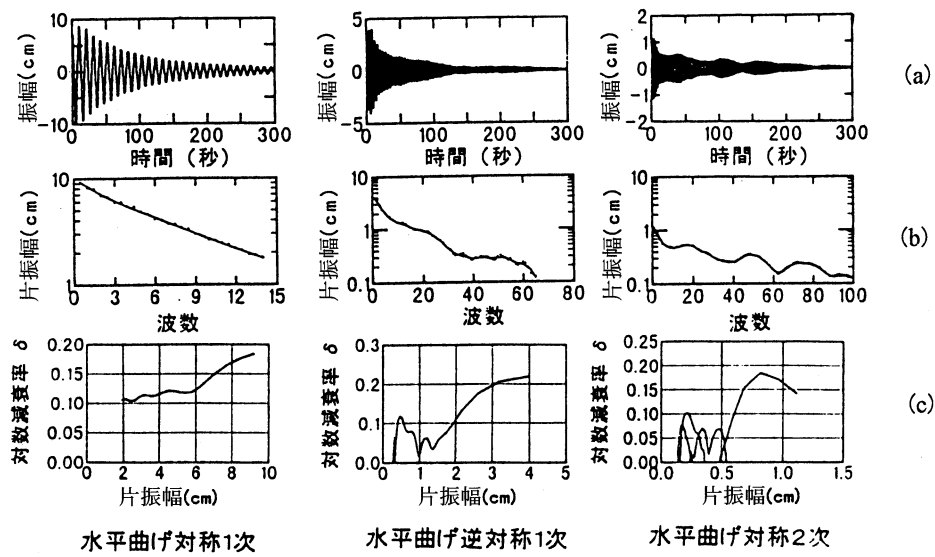 振幅(cm)
10
5
0
-10
0 100 200 300
時間(秒)
振幅(cm)
5
0
-5
0 100 200 300
時間(秒)
振幅(cm)
2
1
0
-1
-2
0 100 200 300
時間(秒)
(a)
片振幅(cm)
10
1
0 3 6 9 12 15
波数
片振幅(cm)
10
1
0.1
0 20 40 60 80
波数
片振幅(cm)
10
1
0.1
0 20 40 60 80 100
波数
(b)
対数減衰率 δ
0.20
0.15
0.10
0.05
0.00
0 2 4 6 8 10
片振幅(cm)
対数減衰率 δ
0.3
0.2
0.1
0.0
0 1 2 3 4 5
片振幅(cm)
対数減衰率 δ
0.25
0.20
0.15
0.10
0.05
0.00
0.0 0.5 1.0 1.5
片振幅(cm)
(c)
水平曲げ対称1次
水平曲げ逆対称1次
水平曲げ対称2次